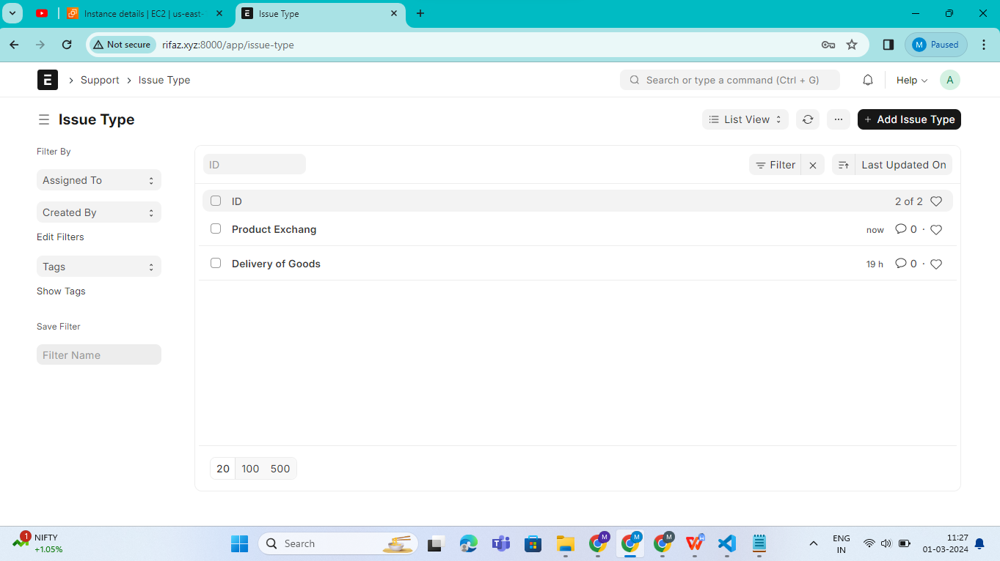 Instance details | EC2 | us-east-
Issue Type
Not secure
rifaz.xyz:8000/app/issue-type
M Paused
E
Support
Issue Type
Search or type a command (Ctrl + G)
Help
A
Issue Type
List View
Add Issue Type
Filter By
Assigned To
Created By
Edit Filters
Tags
Show Tags
Save Filter
Filter Name
ID
Filter
Last Updated On
ID
2 of 2
Product Exchang
now
0
Delivery of Goods
19 h
0
20 100 500
1
NIFTY
+1.05%
Search
M
M
M
W
ENG
IN
11:27
01-03-2024